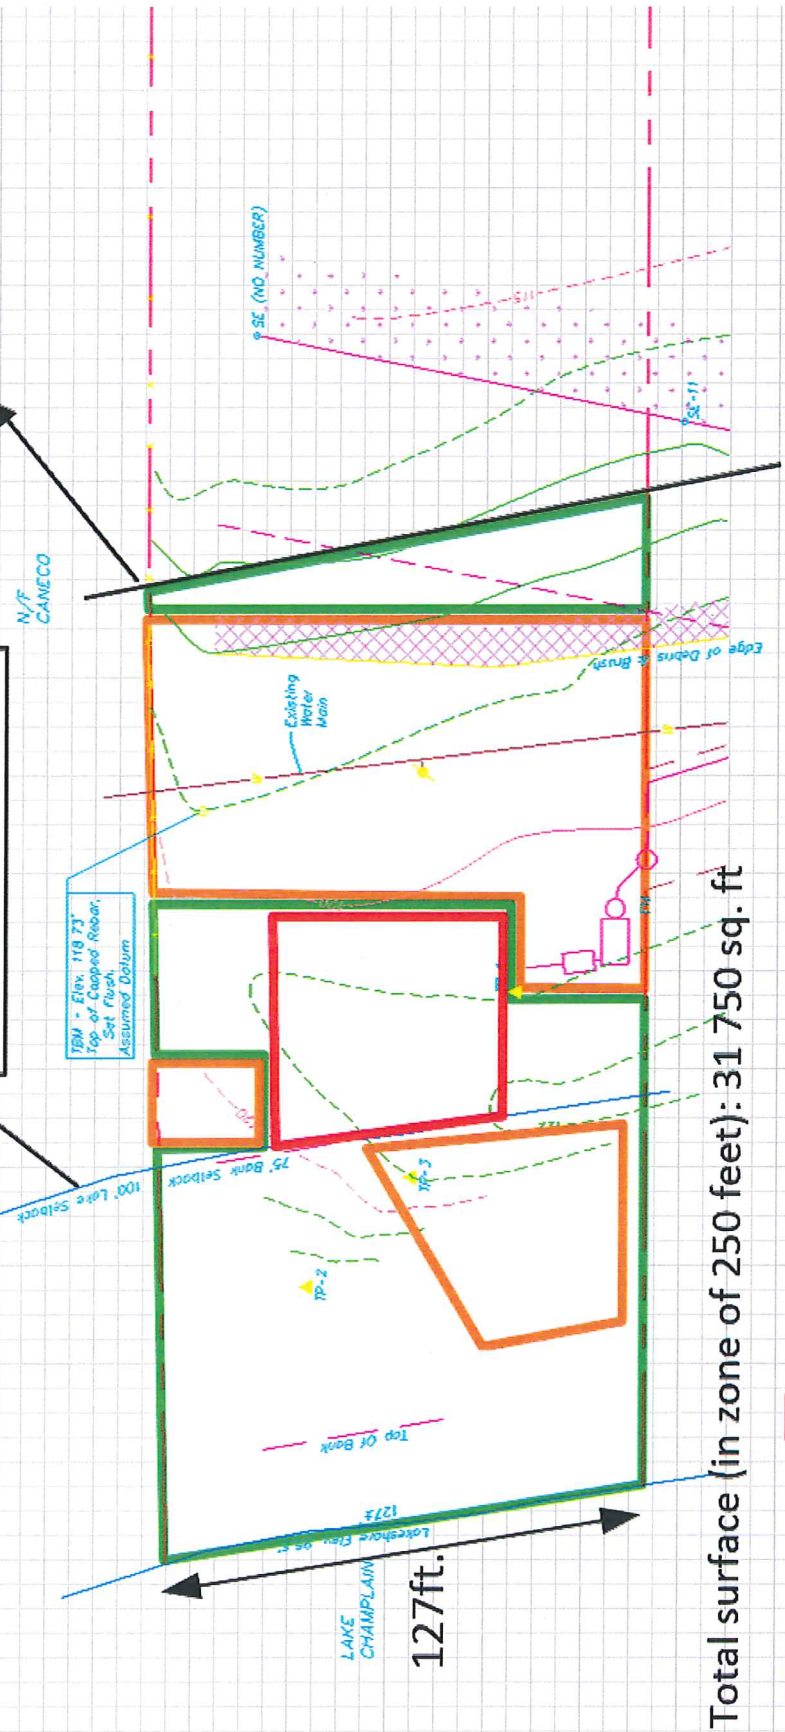 N/F
CANECO
SE (NO NUMBER)
115
SE-11
TBM - Elev. 118.73'
Top of Capped Rebar,
Set Flush,
Assumed Datum
Existing
Water
Main
W
W
Edge of Debris & Brush
100' Lake Setback
75' Bank Setback
TP-3
TP-2
Top Of Bank
127±
Lakeshore Elev. 95.5'
LAKE
CHAMPLAIN
127ft.
Total surface (in zone of 250 feet): 31 750 sq. ft